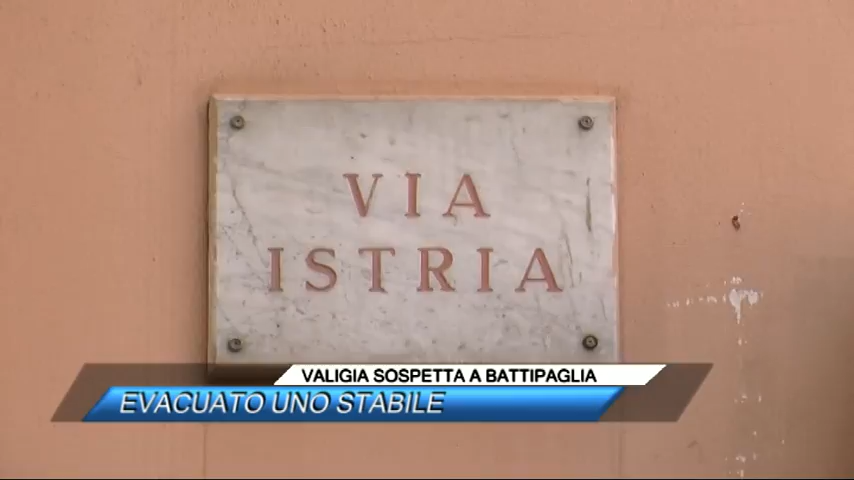 VIA
ISTRIA
VALIGIA SOSPETTA A BATTIPAGLIA
EVACUATO UNO STABILE